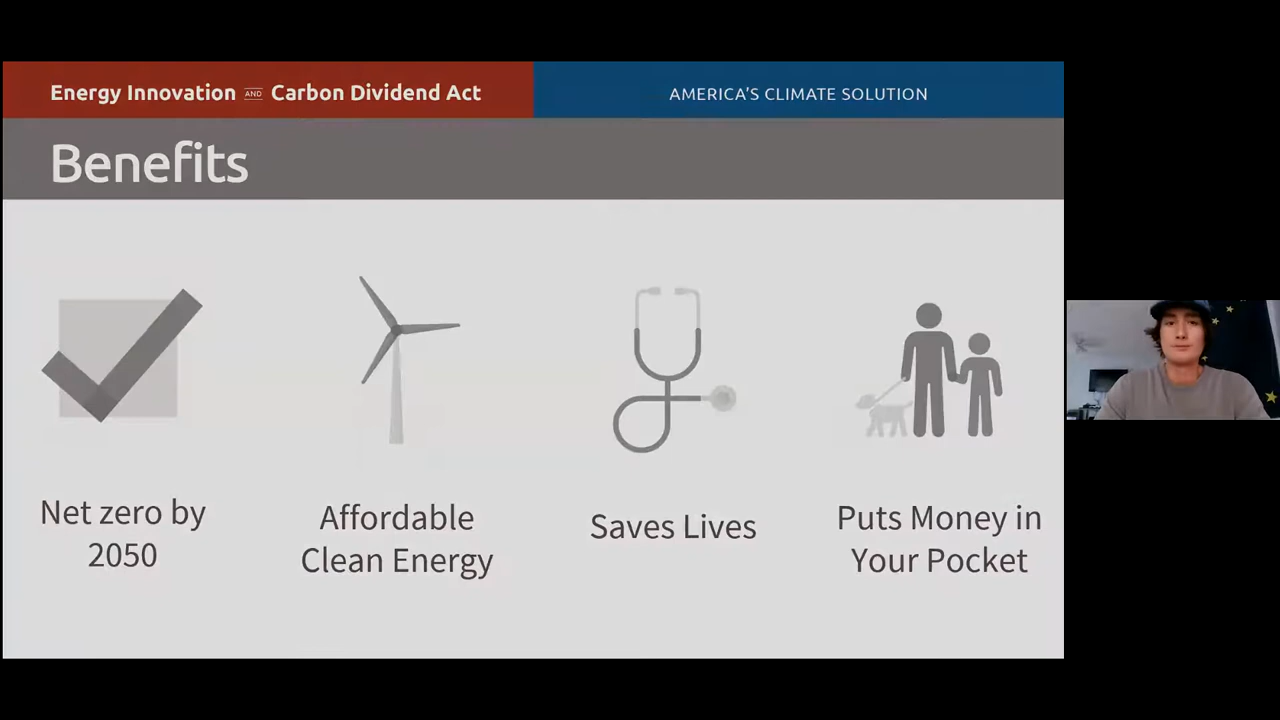 Energy Innovation AND Carbon Dividend Act
AMERICA'S CLIMATE SOLUTION
Benefits
Net zero by
2050
Affordable
Clean Energy
Saves Lives
Puts Money in
Your Pocket